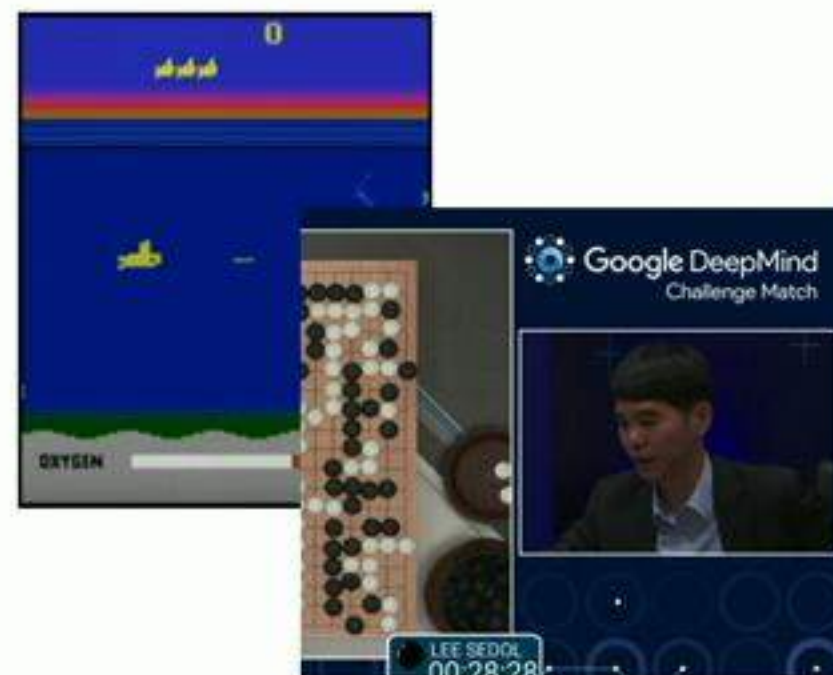 0
OXYGEN
Google DeepMind
Challenge Match
LEE SEDOL
00:28:28